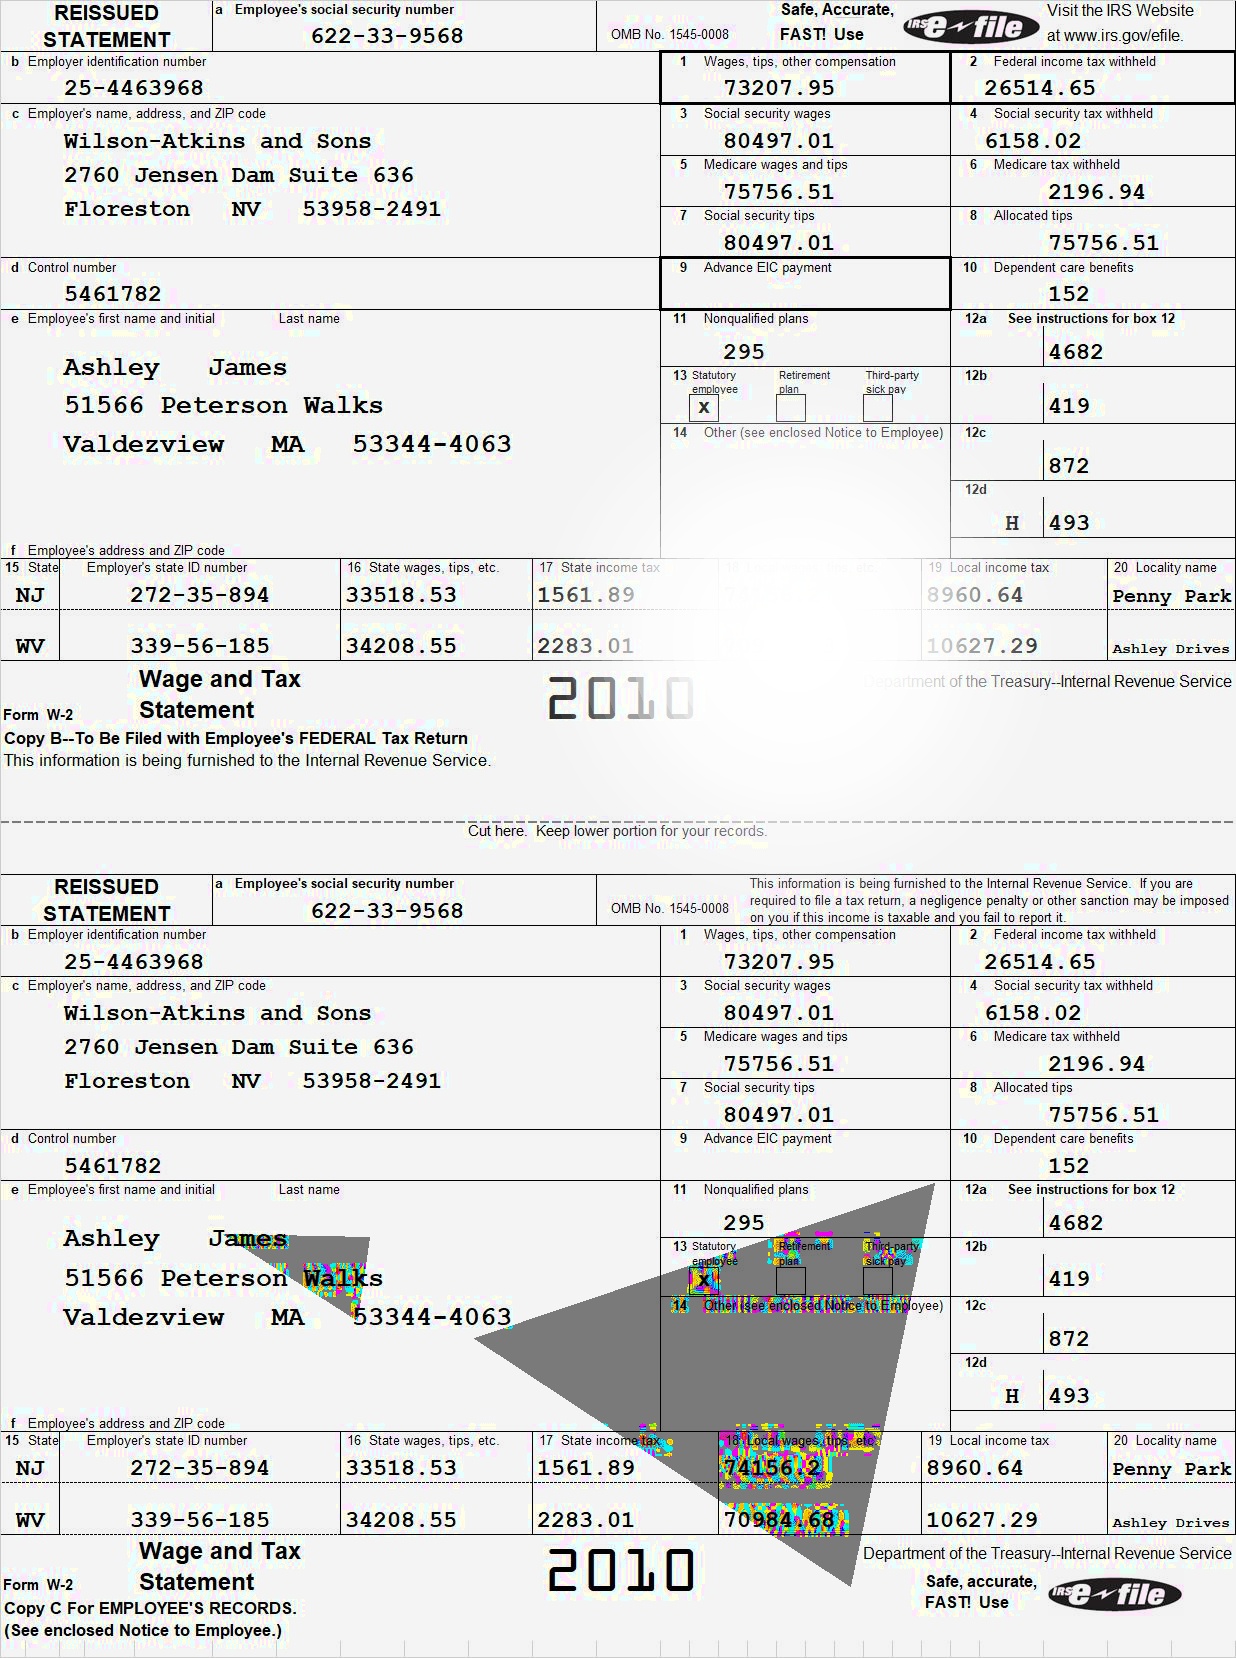 REISSUED STATEMENT
a Employee's social security number
622-33-9568
OMB No. 1545-0008
Safe, Accurate, FAST! Use
IRS e-file
Visit the IRS Website at www.irs.gov/efile.
b Employer identification number
25-4463968
1 Wages, tips, other compensation
73207.95
2 Federal income tax withheld
26514.65
c Employer's name, address, and ZIP code
Wilson-Atkins and Sons
2760 Jensen Dam Suite 636
Floreston NV 53958-2491
3 Social security wages
80497.01
4 Social security tax withheld
6158.02
5 Medicare wages and tips
75756.51
6 Medicare tax withheld
2196.94
7 Social security tips
80497.01
8 Allocated tips
75756.51
d Control number
5461782
9 Advance EIC payment
10 Dependent care benefits
152
e Employee's first name and initial Last name
Ashley James
51566 Peterson Walks
Valdezview MA 53344-4063
11 Nonqualified plans
295
12a See instructions for box 12
4682
13 Statutory employee Retirement plan Third-party sick pay
X
12b
419
14 Other (see enclosed Notice to Employee)
12c
872
12d
H 493
f Employee's address and ZIP code
15 State Employer's state ID number 16 State wages, tips, etc. 17 State income tax 19 Local income tax 20 Locality name
NJ 272-35-894 33518.53 1561.89 8960.64 Penny Park
WV 339-56-185 34208.55 2283.01 10627.29 Ashley Drives
Wage and Tax
Statement
Form W-2
2010
Department of the Treasury--Internal Revenue Service
Copy B--To Be Filed with Employee's FEDERAL Tax Return
This information is being furnished to the Internal Revenue Service.
Cut here. Keep lower portion for your records.
REISSUED STATEMENT
a Employee's social security number
622-33-9568
OMB No. 1545-0008
This information is being furnished to the Internal Revenue Service. If you are
required to file a tax return, a negligence penalty or other sanction may be imposed
on you if this income is taxable and you fail to report it.
b Employer identification number
25-4463968
1 Wages, tips, other compensation
73207.95
2 Federal income tax withheld
26514.65
c Employer's name, address, and ZIP code
Wilson-Atkins and Sons
2760 Jensen Dam Suite 636
Floreston NV 53958-2491
3 Social security wages
80497.01
4 Social security tax withheld
6158.02
5 Medicare wages and tips
75756.51
6 Medicare tax withheld
2196.94
7 Social security tips
80497.01
8 Allocated tips
75756.51
d Control number
5461782
9 Advance EIC payment
10 Dependent care benefits
152
e Employee's first name and initial Last name
Ashley James
51566 Peterson Walks
Valdezview MA 53344-4063
11 Nonqualified plans
295
12a See instructions for box 12
4682
13 Statutory employee Retirement plan Third-party sick pay
X
12b
419
14 Other (see enclosed Notice to Employee)
12c
872
12d
H 493
f Employee's address and ZIP code
15 State Employer's state ID number 16 State wages, tips, etc. 17 State income tax 18 Local wages, tips, etc. 19 Local income tax 20 Locality name
NJ 272-35-894 33518.53 1561.89 74156.2 8960.64 Penny Park
WV 339-56-185 34208.55 2283.01 70984.68 10627.29 Ashley Drives
Wage and Tax
Statement
Form W-2
2010
Department of the Treasury--Internal Revenue Service
Safe, accurate, FAST! Use
IRS e-file
Copy C For EMPLOYEE'S RECORDS.
(See enclosed Notice to Employee.)